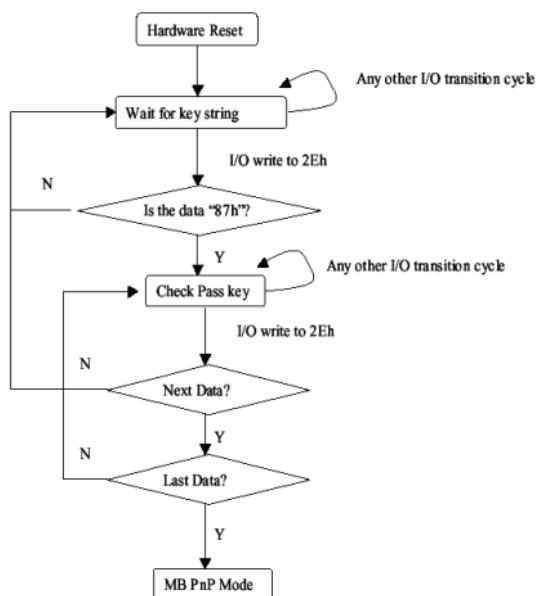 Hardware Reset
Any other I/O transition cycle
Wait for key string
I/O write to 2Eh
N
Is the data “87h”?
Y
Any other I/O transition cycle
Check Pass key
I/O write to 2Eh
N
Next Data?
Y
N
Last Data?
Y
MB PnP Mode